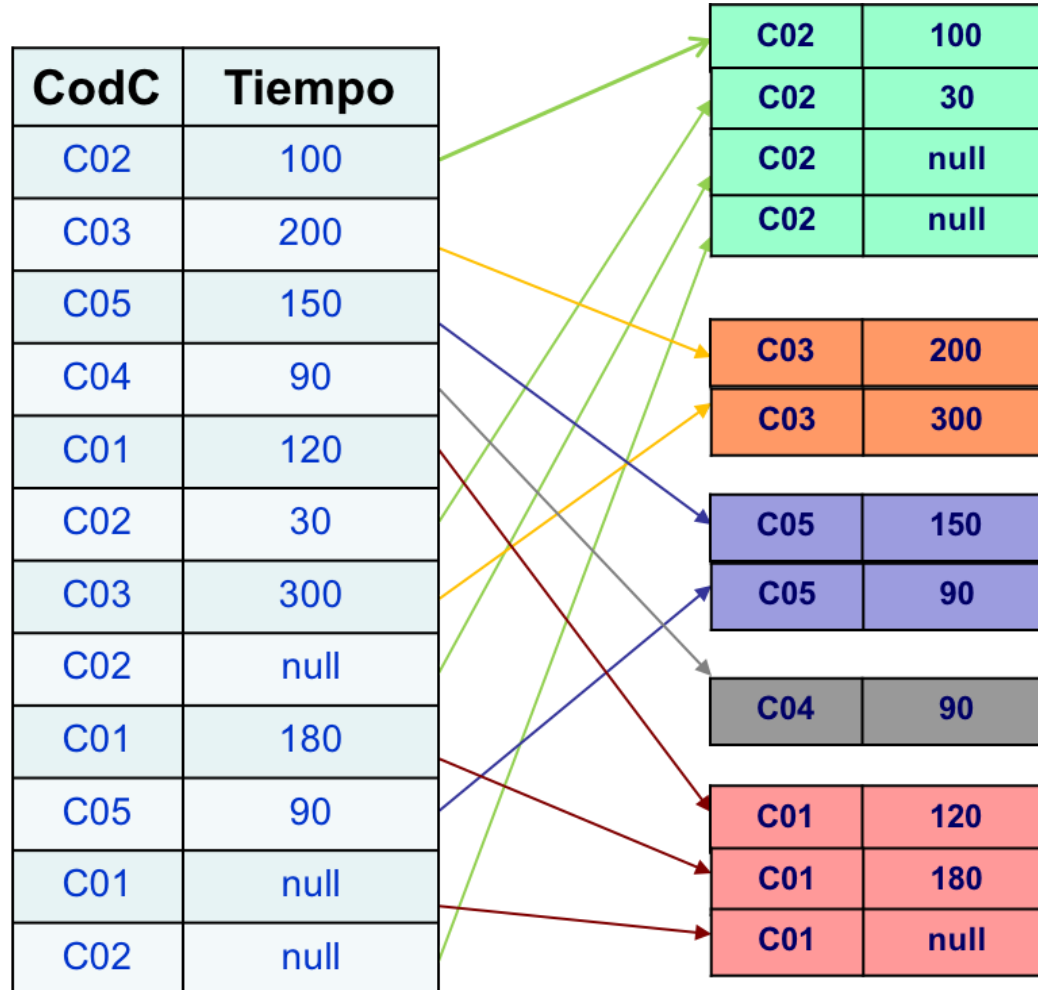 CodC Tiempo
C02 100
C03 200
C05 150
C04 90
C01 120
C02 30
C03 300
C02 null
C01 180
C05 90
C01 null
C02 null
C02 100
C02 30
C02 null
C02 null
C03 200
C03 300
C05 150
C05 90
C04 90
C01 120
C01 180
C01 null